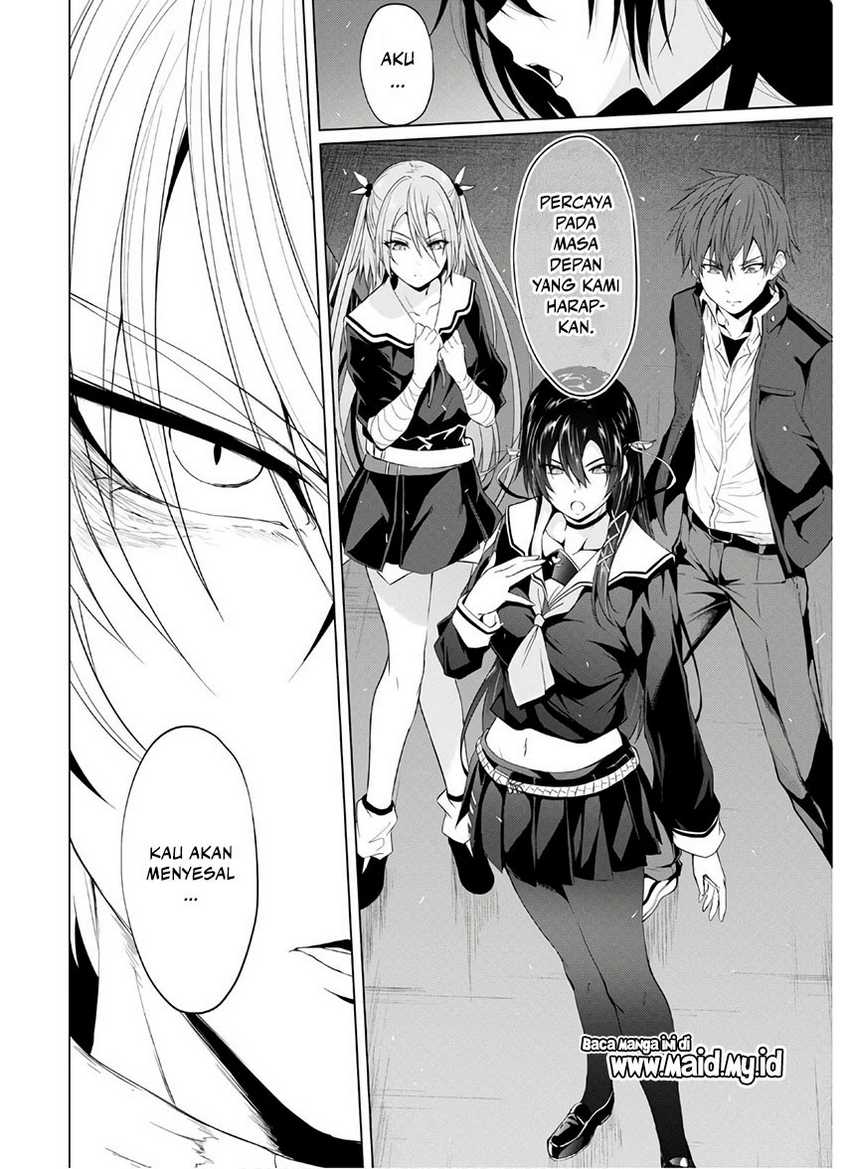 AKU
...
PERCAYA
PADA
MASA
DEPAN
YANG KAMI
HARAP-
KAN.
KAU AKAN
MENYESAL
...
Baca Manga ini di
www.Maid.my.id